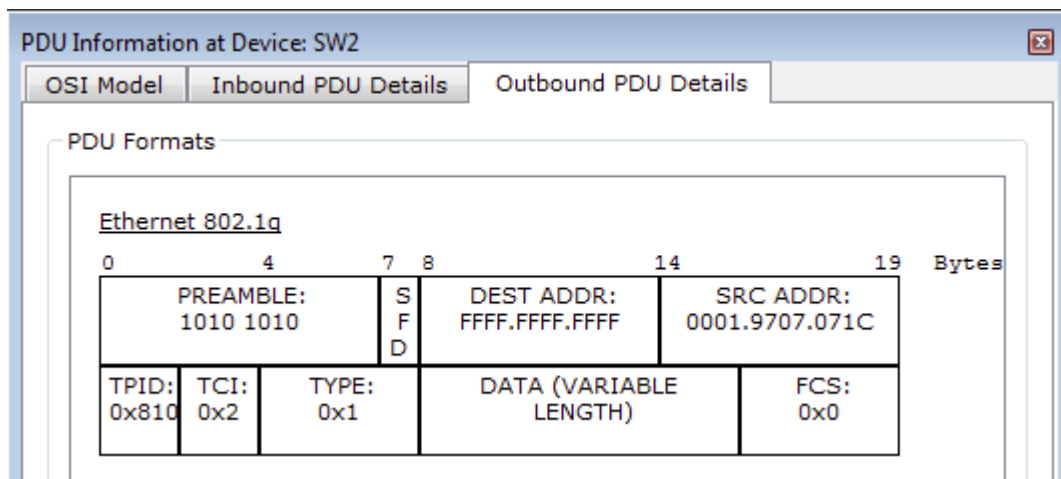 PDU Information at Device: SW2
OSI Model Inbound PDU Details Outbound PDU Details
PDU Formats
Ethernet 802.1q
0 4 7 8 14 19 Bytes
PREAMBLE:
1010 1010
S
F
D
DEST ADDR:
FFFF.FFFF.FFFF
SRC ADDR:
0001.9707.071C
TPID:
0x810
TCI:
0x2
TYPE:
0x1
DATA (VARIABLE
LENGTH)
FCS:
0x0